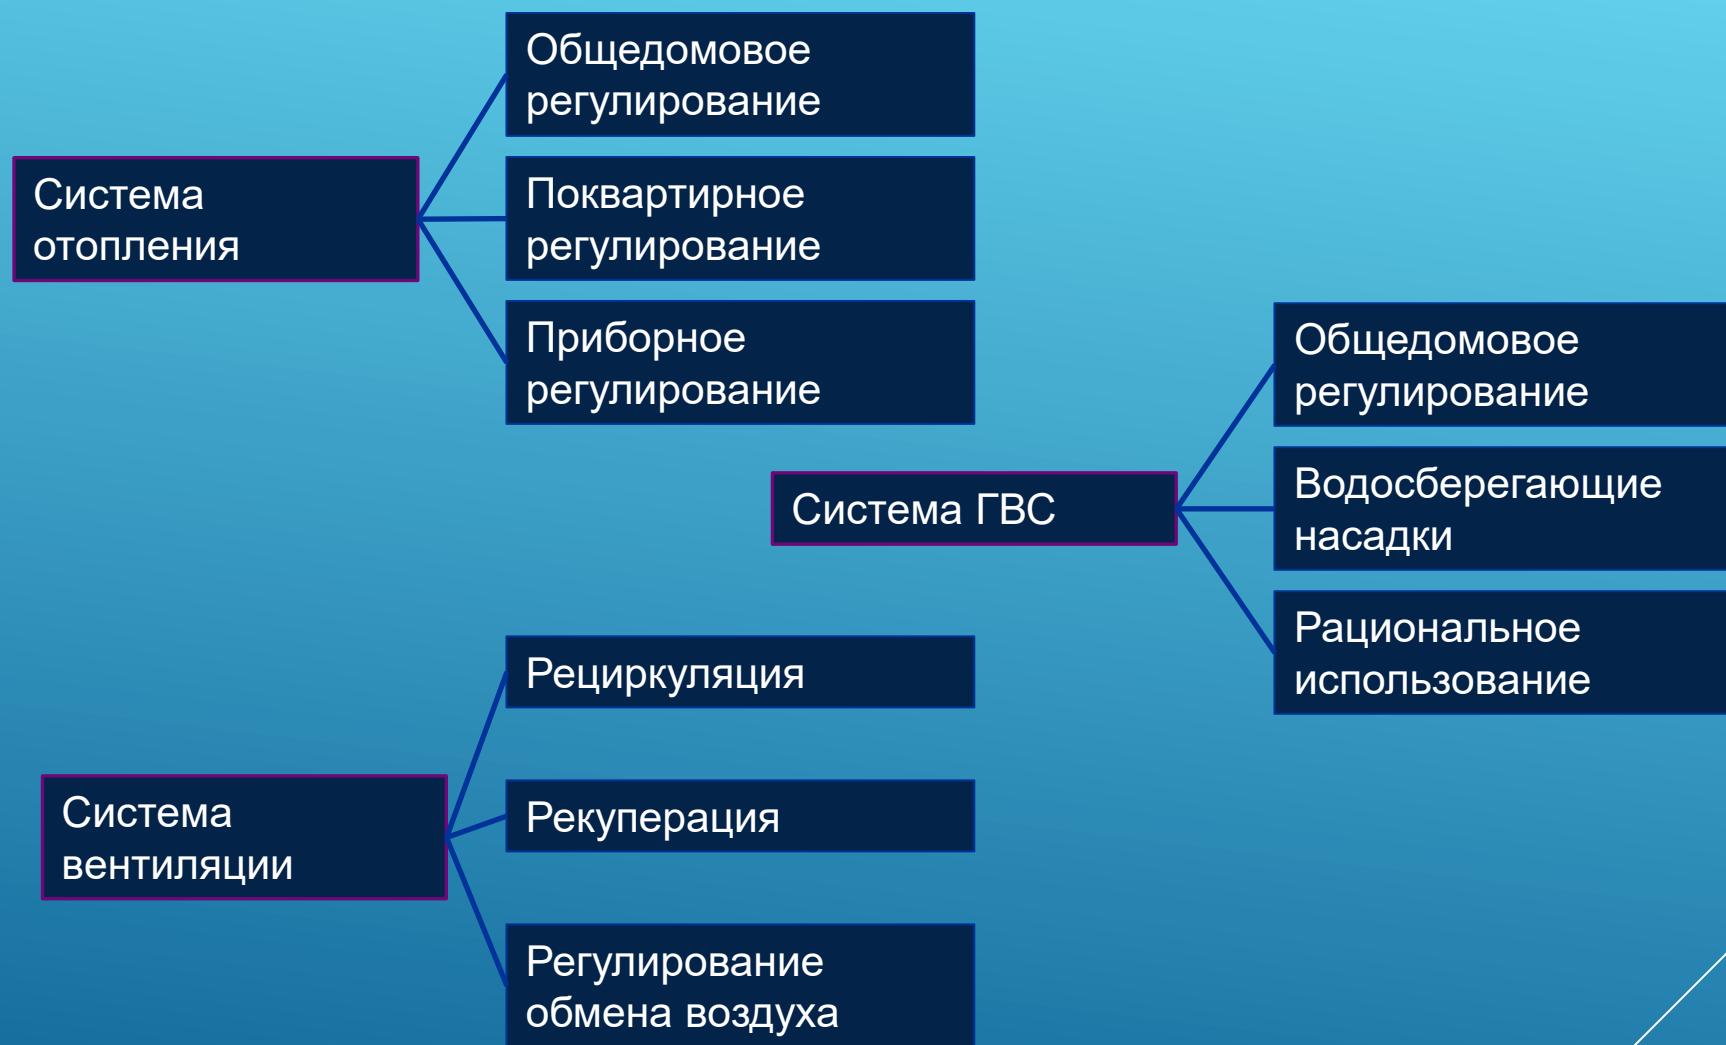 Система
отопления
Общедомовое
регулирование
Поквартирное
регулирование
Приборное
регулирование
Система ГВС
Общедомовое
регулирование
Водосберегающие
насадки
Рациональное
использование
Система
вентиляции
Рециркуляция
Рекуперация
Регулирование
обмена воздуха